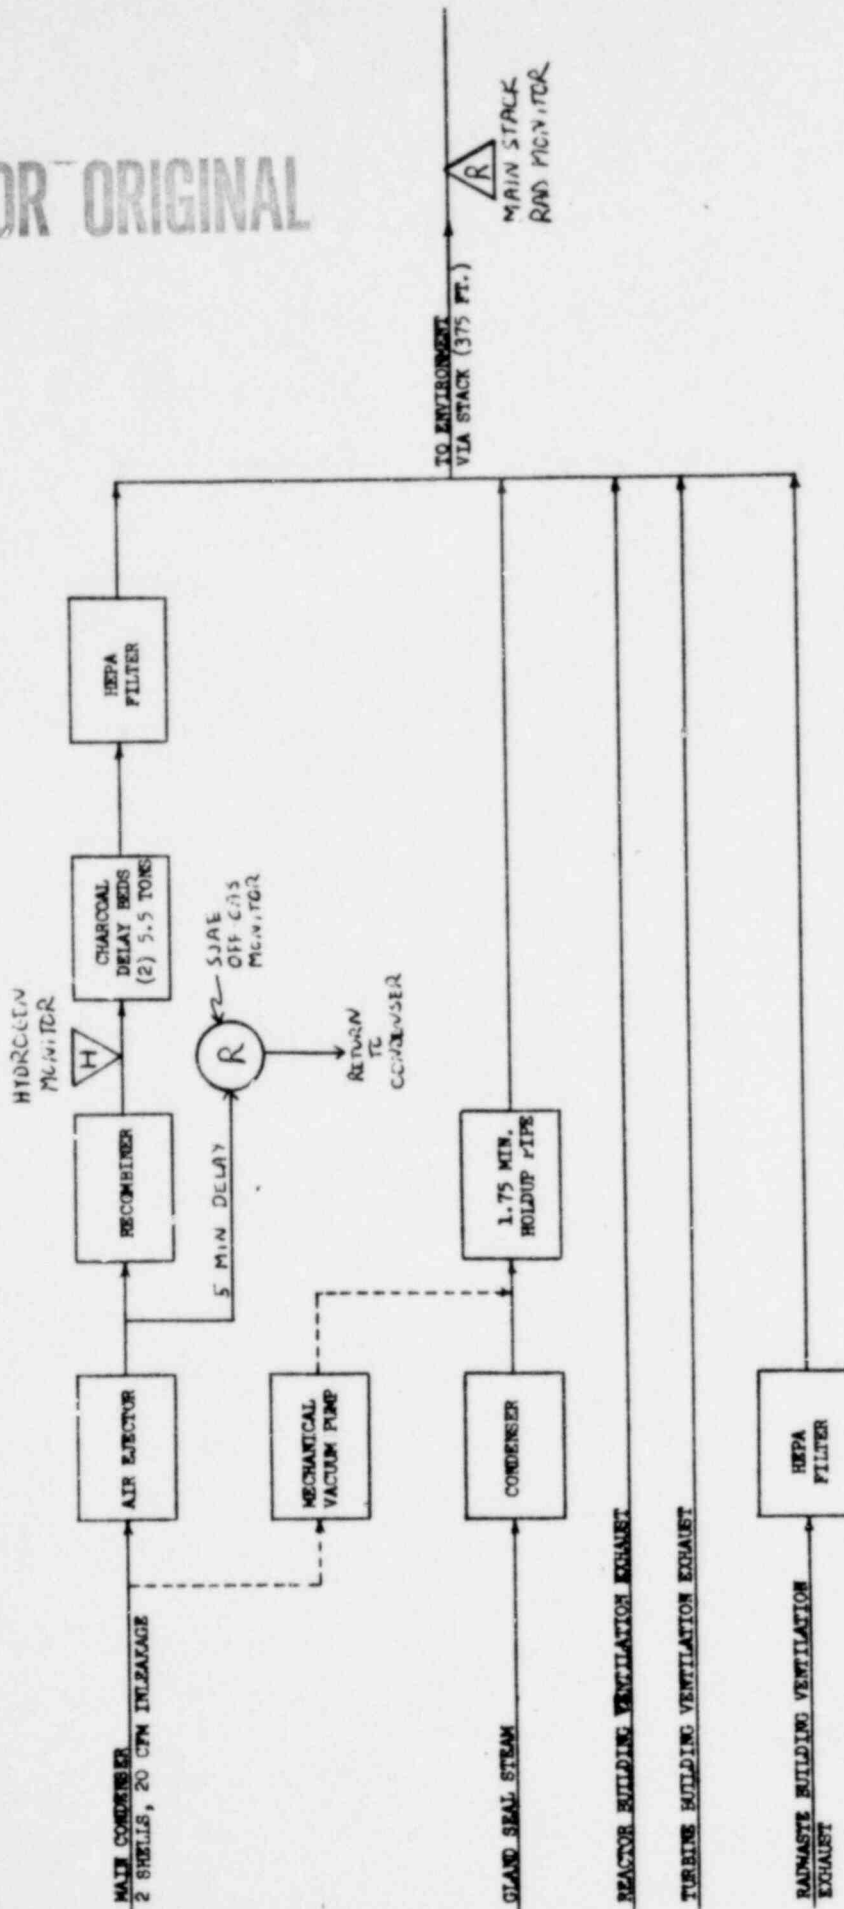 OR ORIGINAL
MAIN CONDENSER
2 SHELLS, 20 CFM INLEAKAGE
AIR EJECTOR
RECOMBINER
HYDROGEN
MONITOR
H
CHARCOAL
DELAY BEDS
(2) 5.5 TONS
HEPA
FILTER
5 MIN DELAY
R
SJAE
OFF GAS
MONITOR
RETURN
TO
CONDENSER
MECHANICAL
VACUUM PUMP
GLAND SEAL STEAM
CONDENSER
1.75 MIN.
HOLDUP PIPE
TO ENVIRONMENT
VIA STACK (375 FT.)
R
MAIN STACK
RAD MONITOR
REACTOR BUILDING VENTILATION EXHAUST
TURBINE BUILDING VENTILATION EXHAUST
RADWASTE BUILDING VENTILATION
EXHAUST
HEPA
FILTER